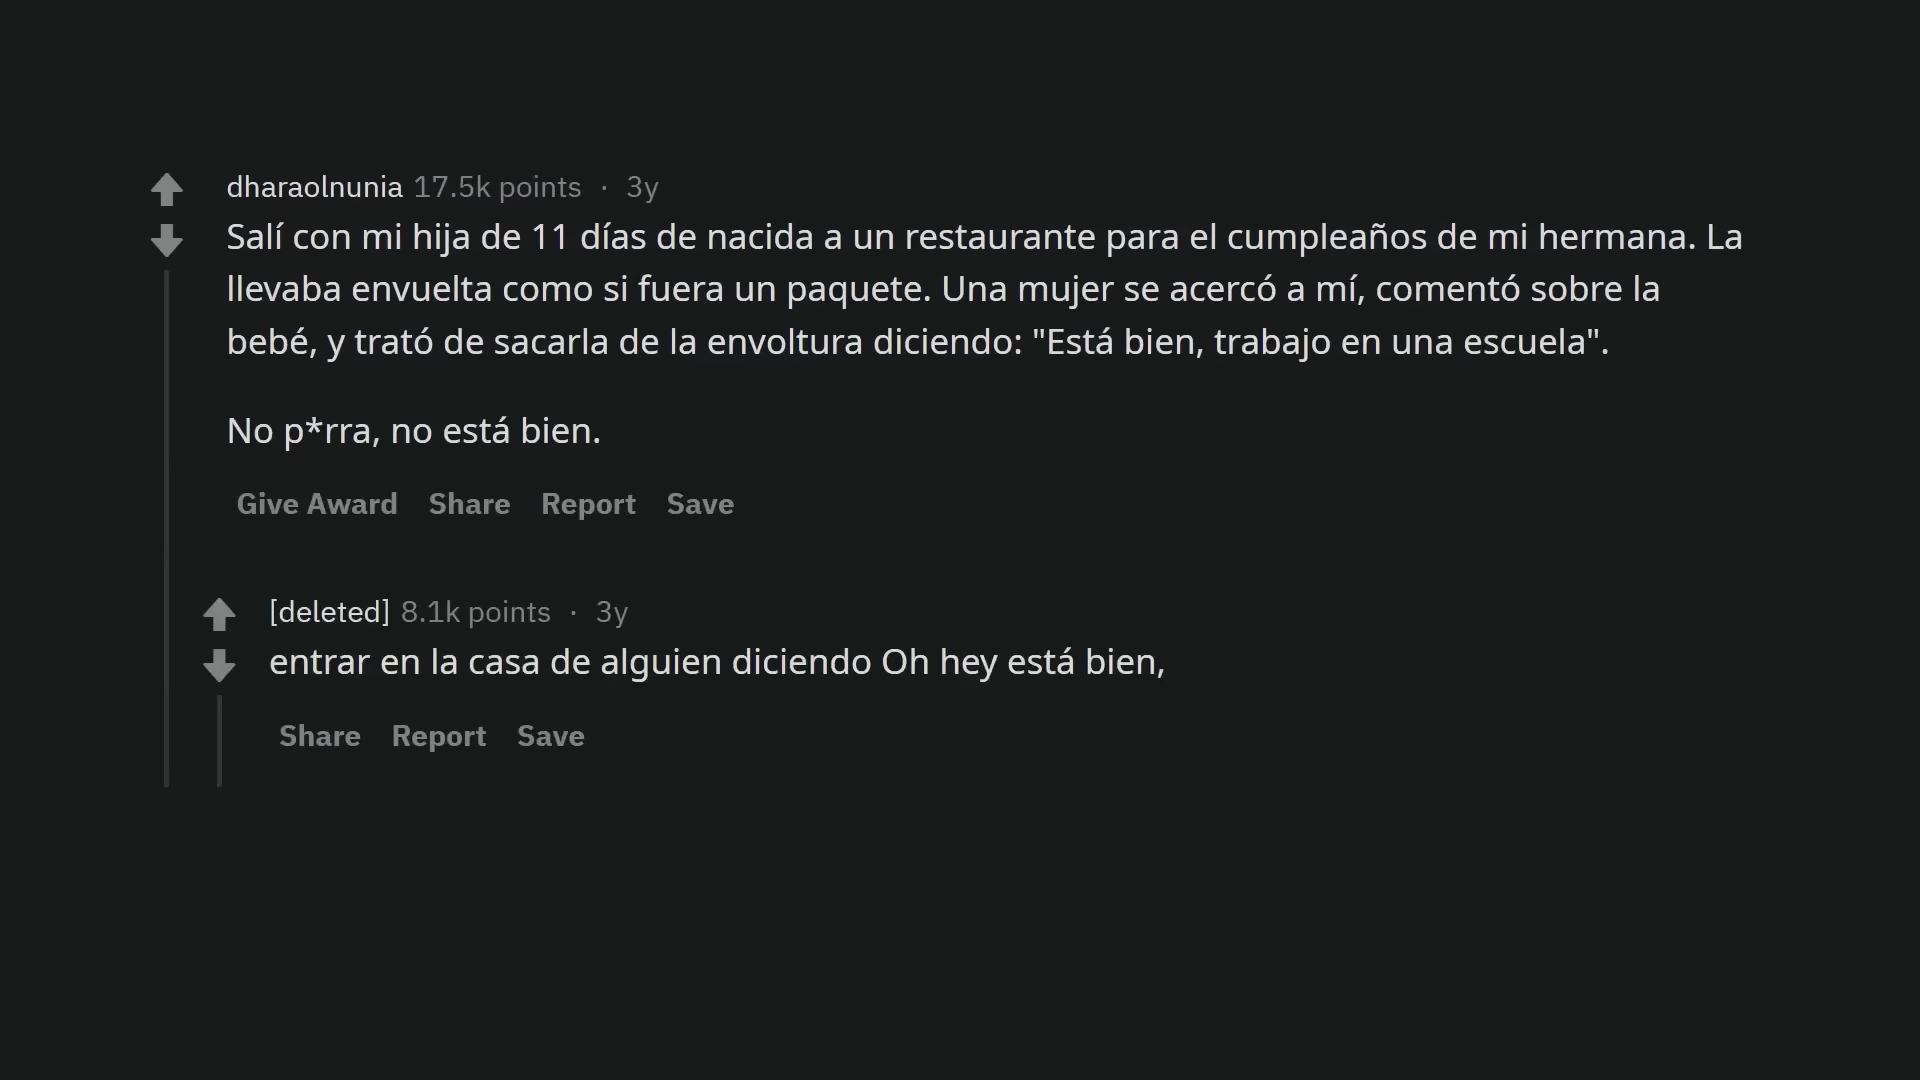 dharaolnunia 17.5k points · 3y
Salí con mi hija de 11 días de nacida a un restaurante para el cumpleaños de mi hermana. La
llevaba envuelta como si fuera un paquete. Una mujer se acercó a mí, comentó sobre la
bebé, y trató de sacarla de la envoltura diciendo: "Está bien, trabajo en una escuela".
No p*rra, no está bien.
Give Award Share Report Save
[deleted] 8.1k points · 3y
entrar en la casa de alguien diciendo Oh hey está bien,
Share Report Save